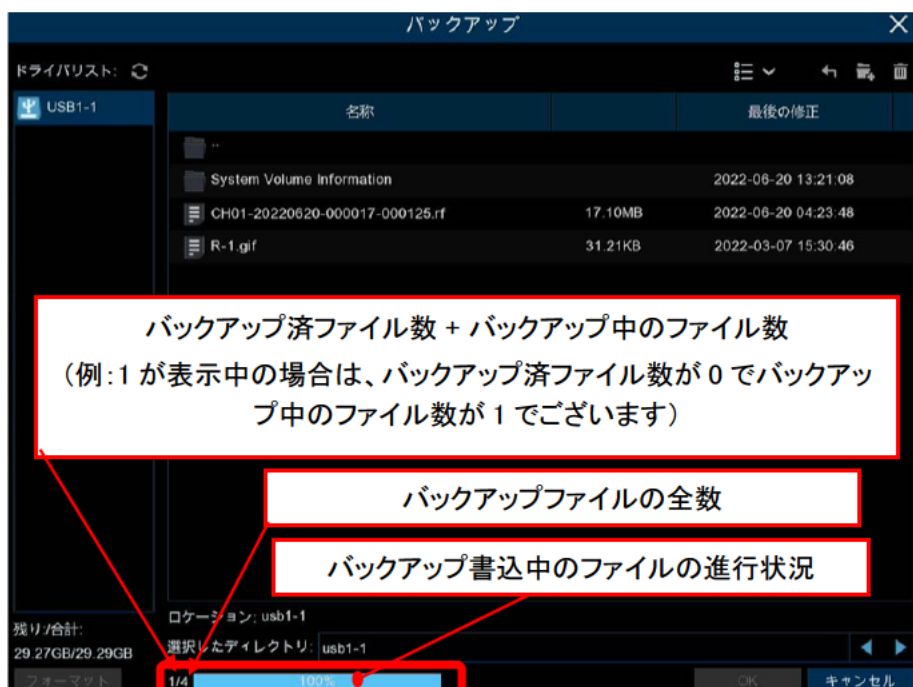 バックアップ
ドライバリスト:
USB1-1
名称 最後の修正
..
System Volume Information 2022-06-20 13:21:08
CH01-20220620-000017-000125.rf 17.10MB 2022-06-20 04:23:48
R-1.gif 31.21KB 2022-03-07 15:30:46
バックアップ済ファイル数 + バックアップ中のファイル数
（例:1 が表示中の場合は、バックアップ済ファイル数が 0 でバックアッ
プ中のファイル数が 1 でございます）
バックアップファイルの全数
バックアップ書込中のファイルの進行状況
ロケーション: usb1-1
残り:/合計:
選択したディレクトリ: usb1-1
29.27GB/29.29GB
フォーマット 1/4 100% OK キャンセル